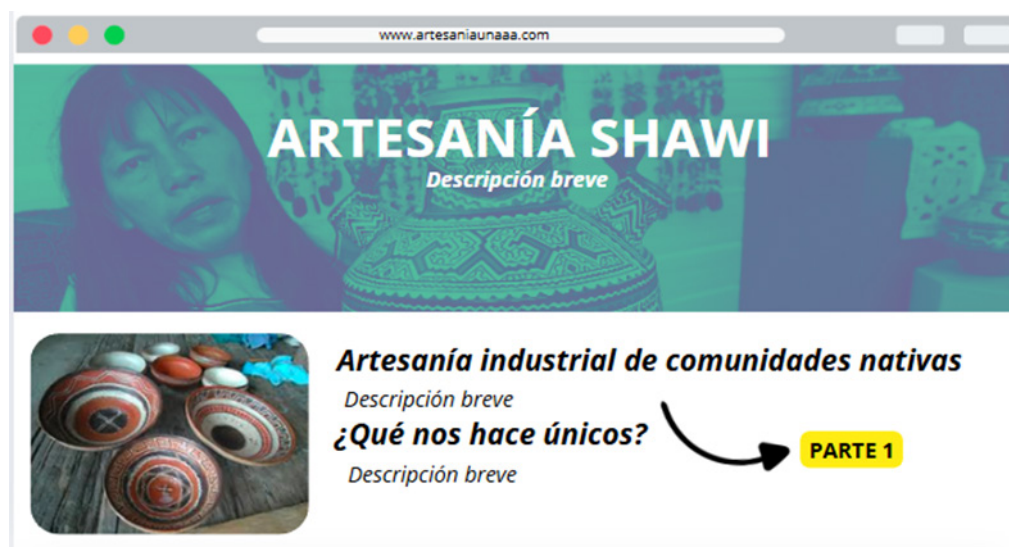 www.artesaniaunaaa.com
ARTESANÍA SHAWI
Descripción breve
Artesanía industrial de comunidades nativas
Descripción breve
¿Qué nos hace únicos?
PARTE 1
Descripción breve